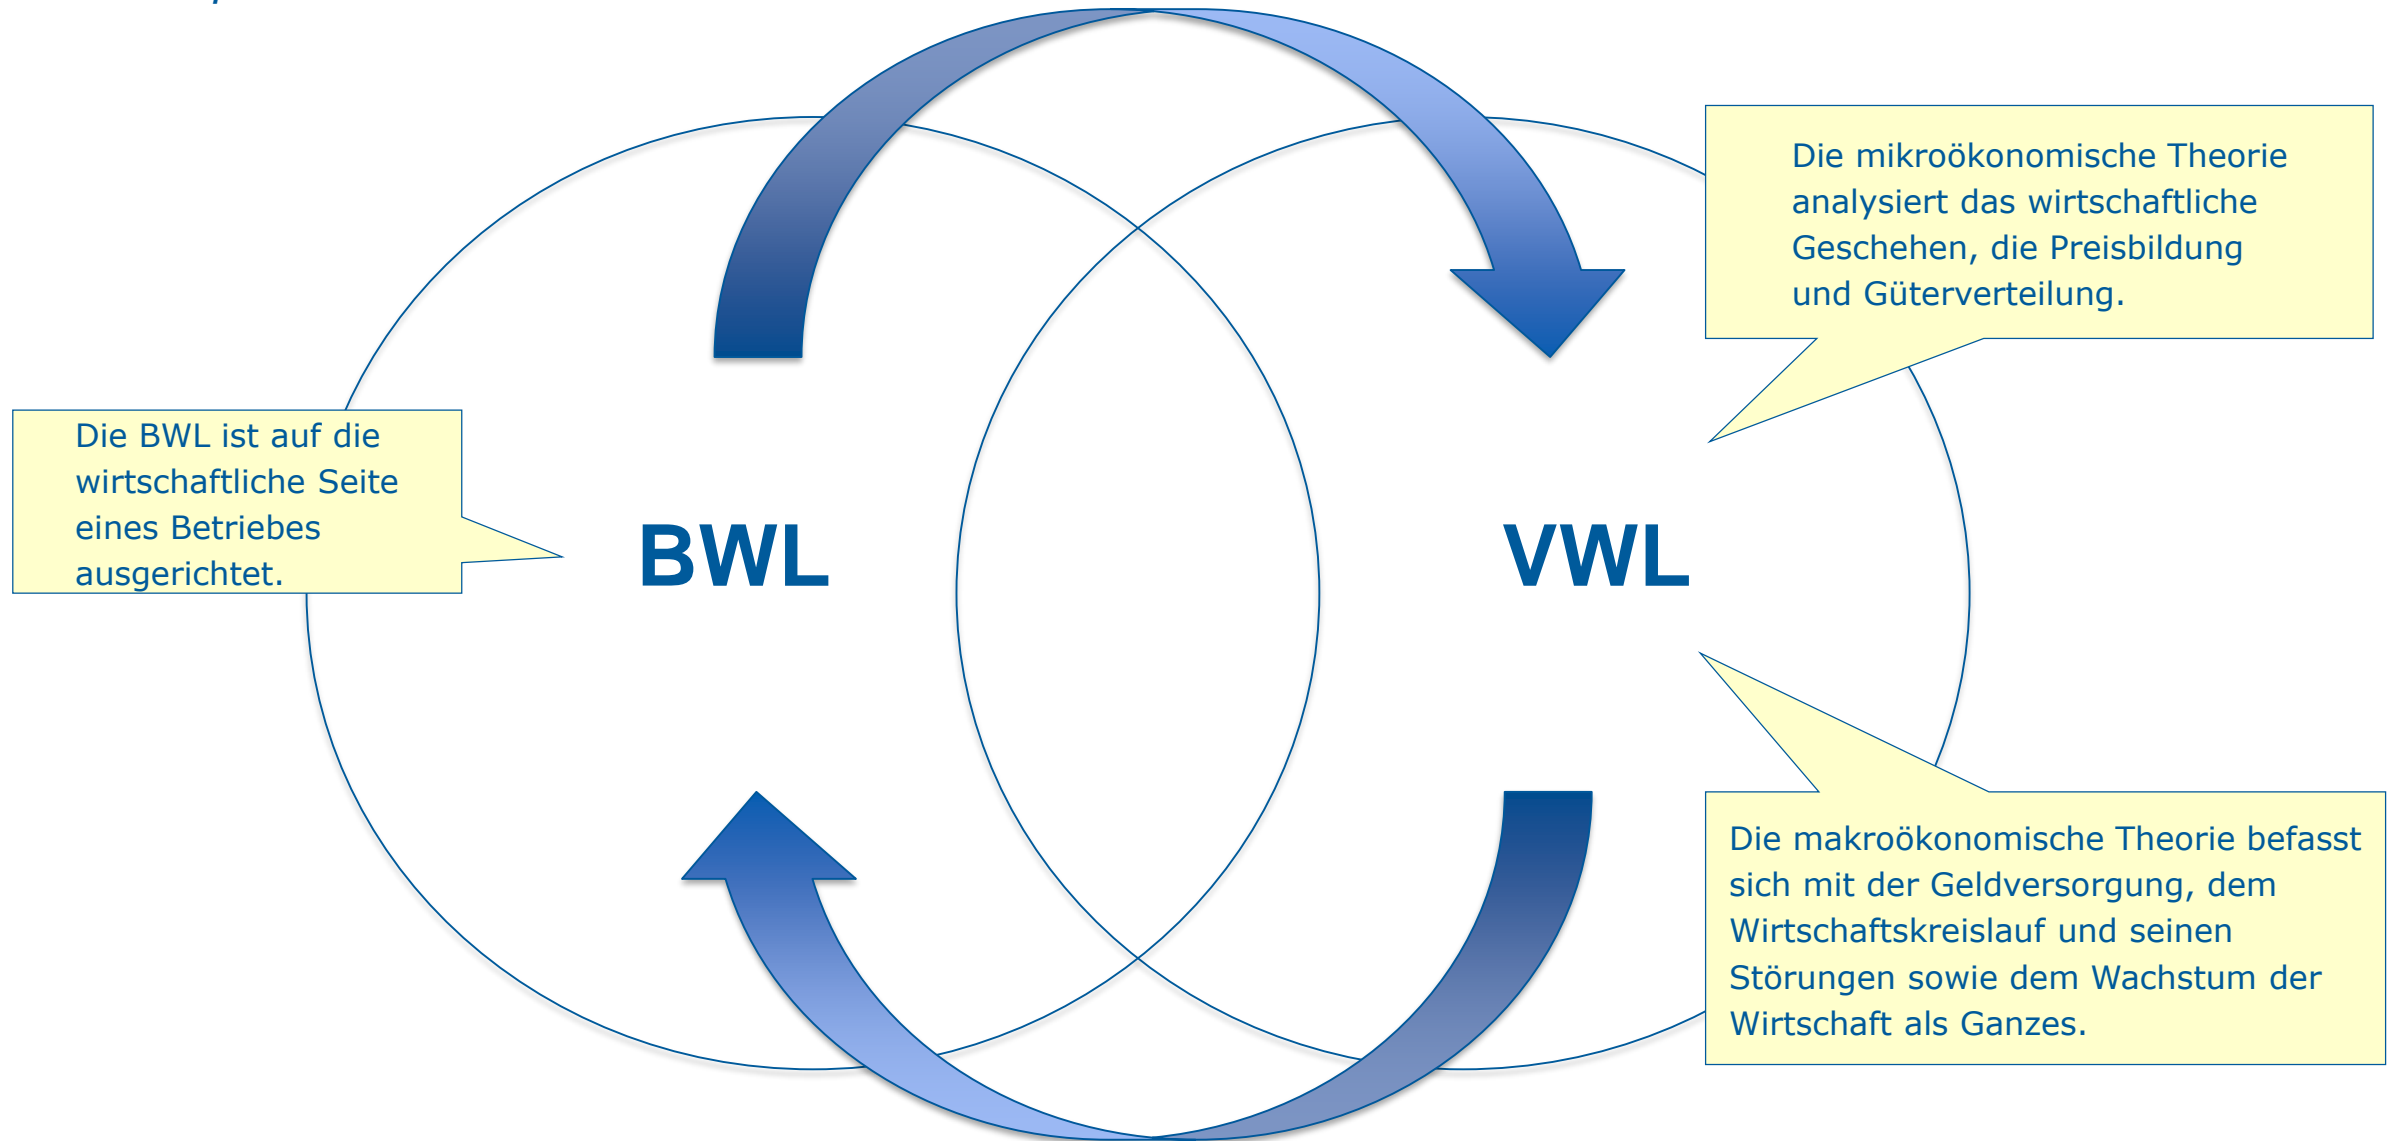 Die mikroökonomische Theorie
analysiert das wirtschaftliche
Geschehen, die Preisbildung
und Güterverteilung.
Die BWL ist auf die
wirtschaftliche Seite
eines Betriebes
ausgerichtet.
BWL
VWL
Die makroökonomische Theorie befasst
sich mit der Geldversorgung, dem
Wirtschaftskreislauf und seinen
Störungen sowie dem Wachstum der
Wirtschaft als Ganzes.